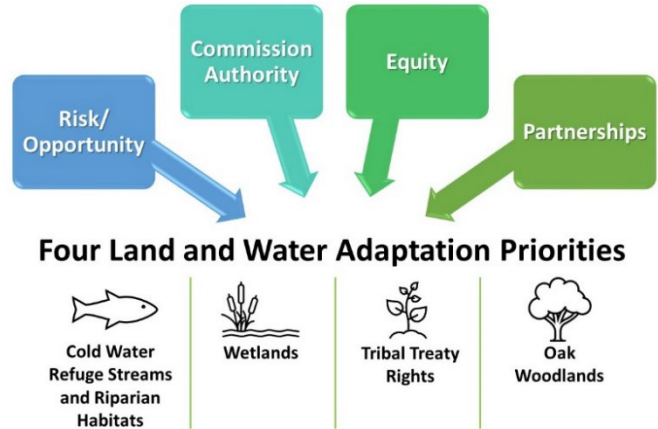 Commission
Authority
Equity
Risk/
Opportunity
Partnerships
Four Land and Water Adaptation Priorities
Cold Water
Refuge Streams
and Riparian
Habitats
Wetlands
Tribal Treaty
Rights
Oak
Woodlands